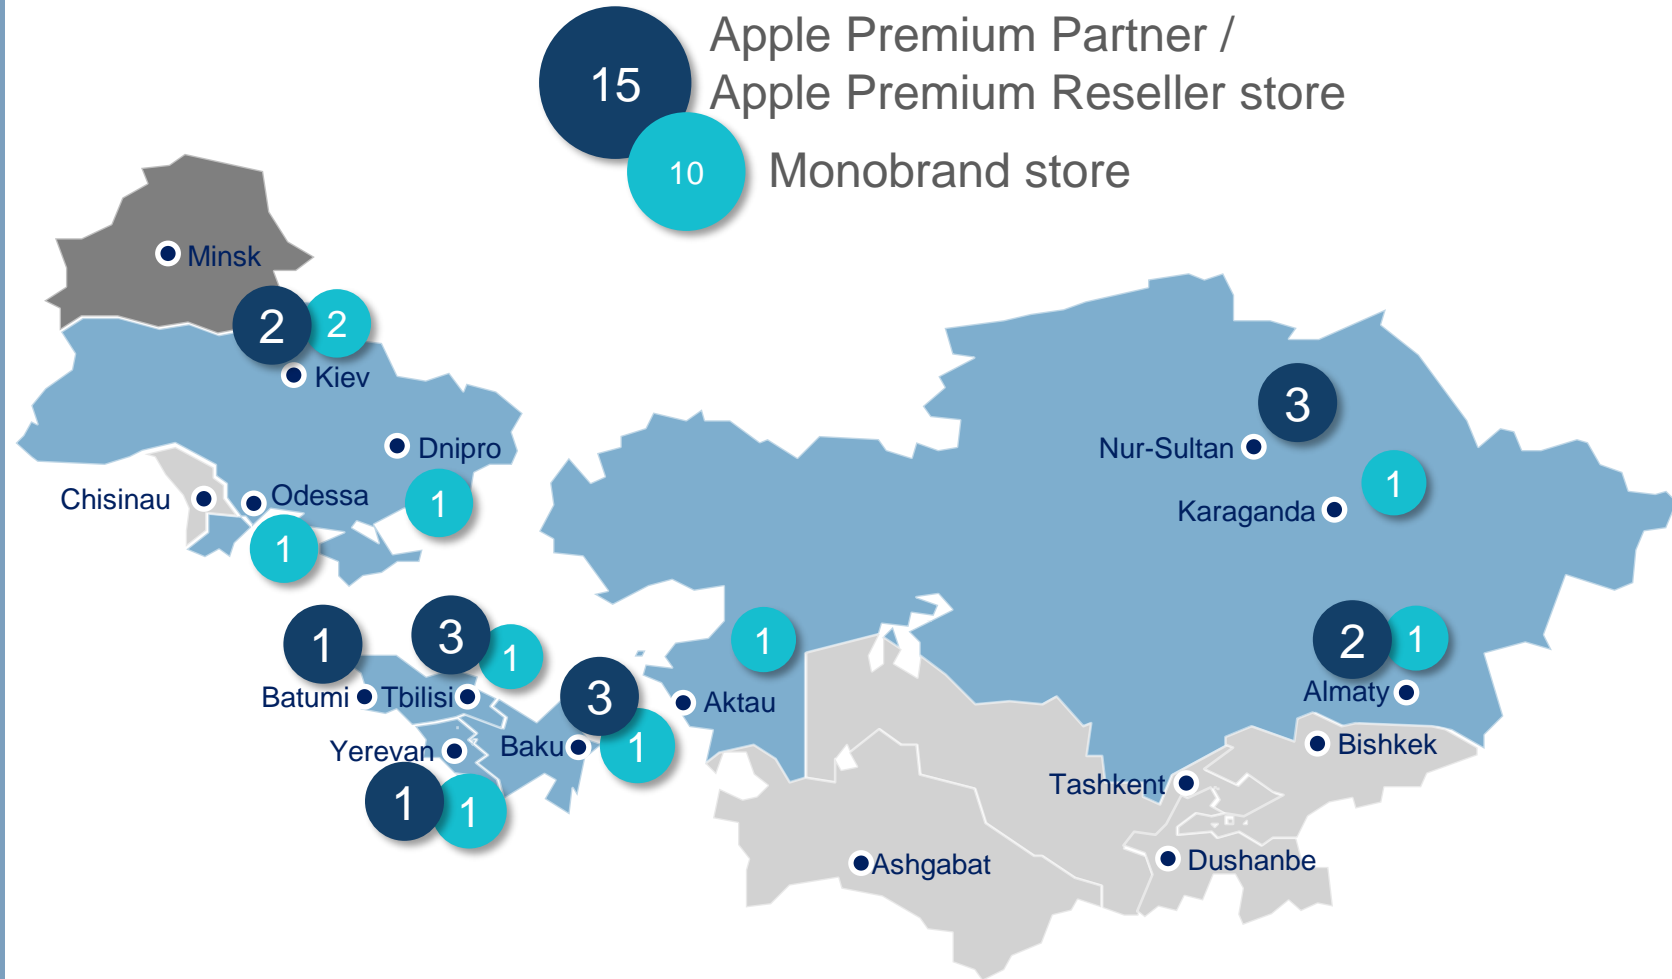 15
Apple Premium Partner /
Apple Premium Reseller store
10
Monobrand store
Minsk
2
2
Kiev
3
Dnipro
Nur-Sultan
Chisinau
Odessa
1
1
Karaganda
1
1
3
1
1
2
1
Batumi
Tbilisi
3
Aktau
Almaty
Yerevan
Baku
1
Bishkek
1
1
Tashkent
Ashgabat
Dushanbe